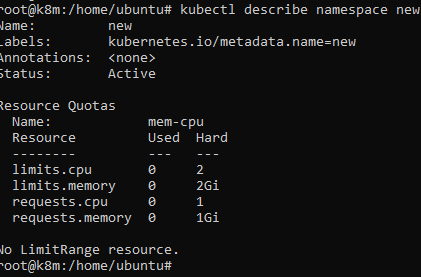 root@k8m:/home/ubuntu# kubectl describe namespace new
Name:         new
Labels:       kubernetes.io/metadata.name=new
Annotations:  <none>
Status:       Active

Resource Quotas
  Name:            mem-cpu
  Resource         Used  Hard
  --------         ---   ---
  limits.cpu       0     2
  limits.memory    0     2Gi
  requests.cpu     0     1
  requests.memory  0     1Gi

No LimitRange resource.
root@k8m:/home/ubuntu#